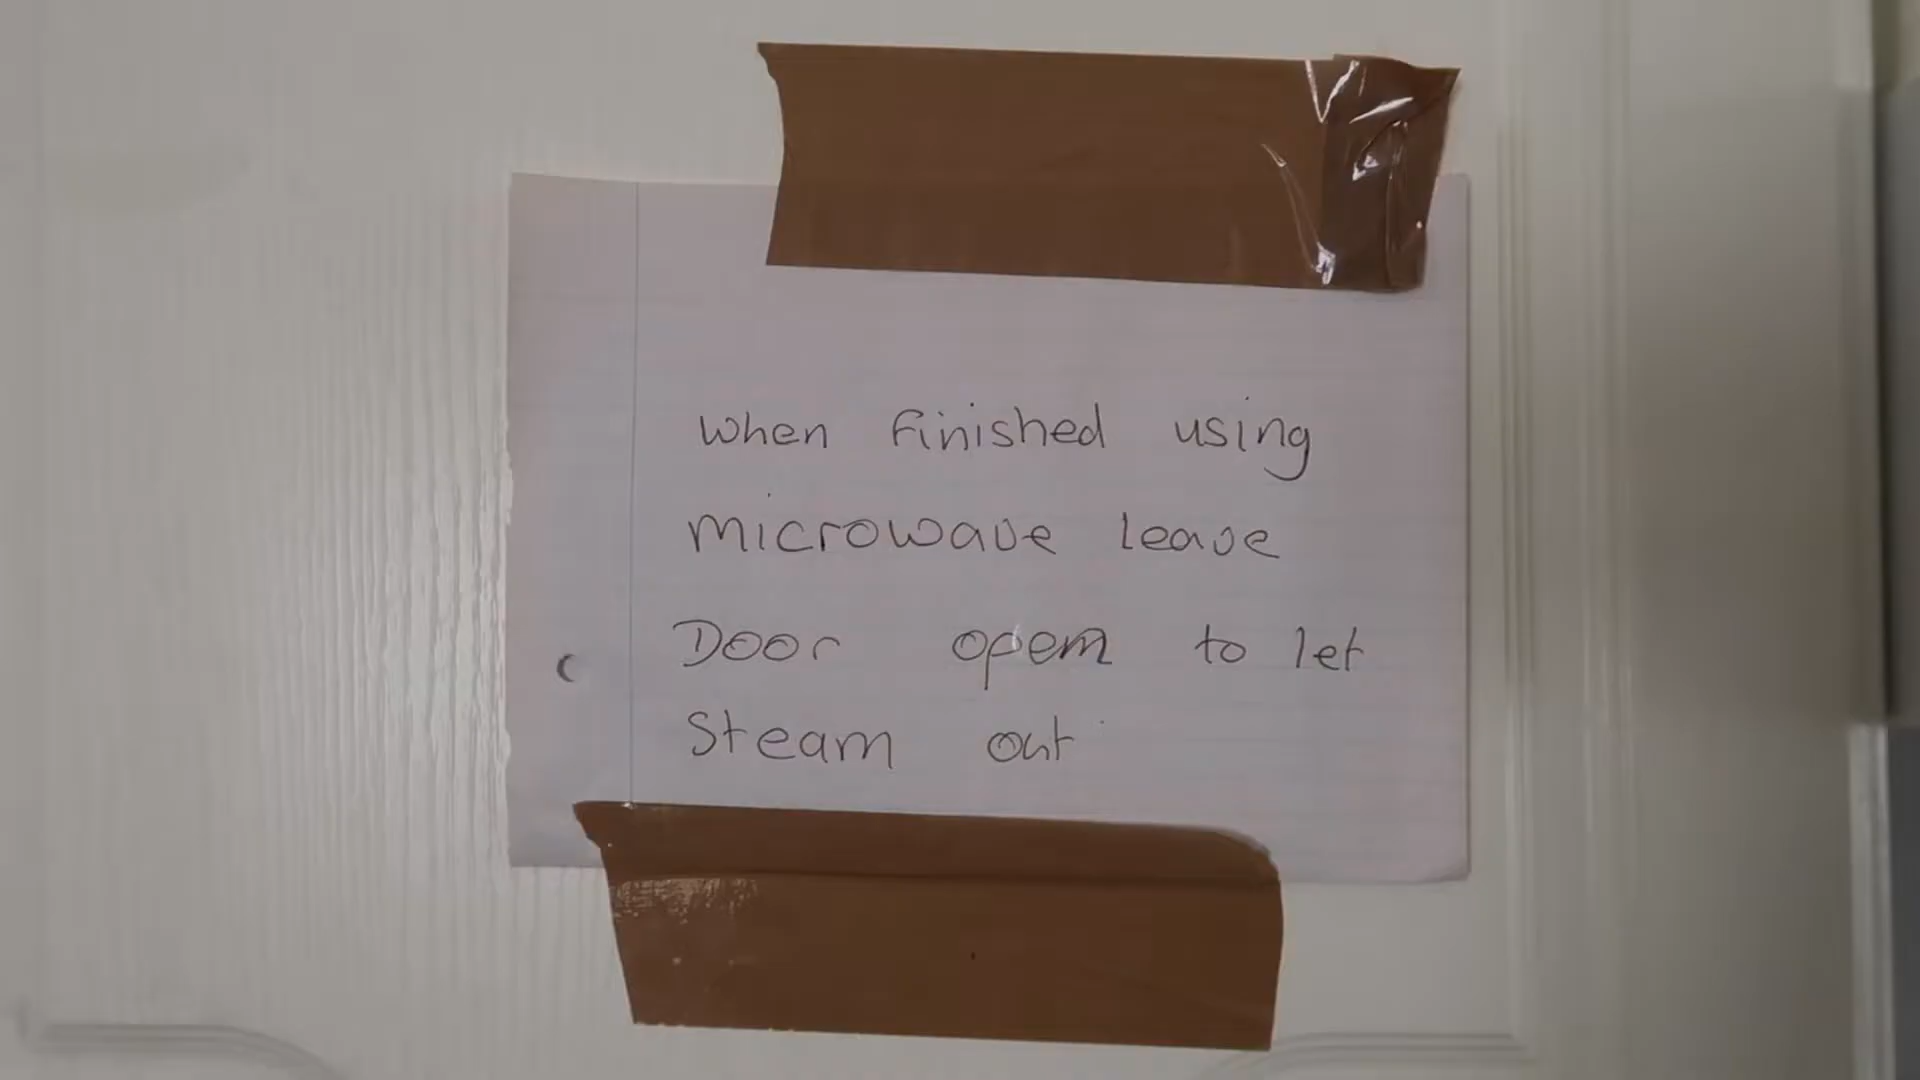 When finished using
microwave leave
Door open to let
Steam out